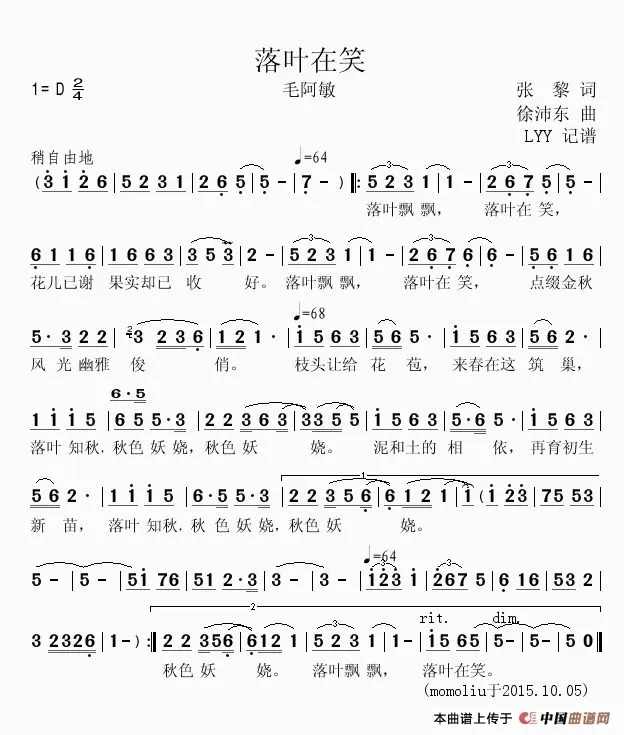 落叶在笑
1= D 2/4
毛阿敏
张 黎 词
徐沛东 曲
LYY 记谱
稍自由地
♩=64
(3 1 2 6 | 5 2 3 1 | 2 6 5 | 5 - | 7 - ) |: 5 2 3 1 | 1 - | 2 6 7 5 | 5 - |
落叶飘飘, 落叶在 笑,
6 1 1 6 | 1 6 6 3 | 3 5 3 | 2 - | 5 2 3 1 | 1 - | 2 6 7 6 | 6 - | 5 6 1 6 |
花儿已谢 果实却已 收 好。落叶飘飘, 落叶在 笑, 点缀金秋
♩=68
5 · 3 2 2 | 2 3 2 3 6 | 1 2 1 · | 1 5 6 3 | 5 6 5 · | 1 5 6 3 | 5 6 2 · |
风 光 幽雅 俊 俏。 枝头让给 花 苞, 来春在这 筑 巢,
6 · 5
1 1 1 5 | 6 5 5 · 3 | 2 2 3 6 3 | 3 3 5 5 | 1 5 6 3 | 5 · 6 5 | 1 5 6 3 |
落叶 知秋,秋色 妖 娆,秋色 妖 娆。 泥和土的 相 依,再育初生
5 6 2 · | 1 1 1 5 | 6 · 5 5 · 3 | 2 2 3 5 6 | 6 1 2 1 | 1 (1 2 3 | 7 5 5 3 |
新 苗, 落叶 知秋,秋 色 妖娆,秋色 妖 娆。
1
♩=64
5 - | 5 - | 5 1 7 6 | 5 1 2 · 3 | 3 - | 3 - | 1 2 3 1 | 2 6 7 5 | 6 1 6 | 5 3 2 |
2
rit. dim.
3 2 3 2 6 | 1 - ) :| 2 2 3 5 6 | 6 1 2 1 | 5 2 3 1 | 1 - | 1 5 6 5 | 5 - | 5 - | 5 0 ||
秋色 妖 娆。 落叶飘飘, 落叶在笑。
(momoliu于2015.10.05)
本曲谱上传于 中国曲谱网